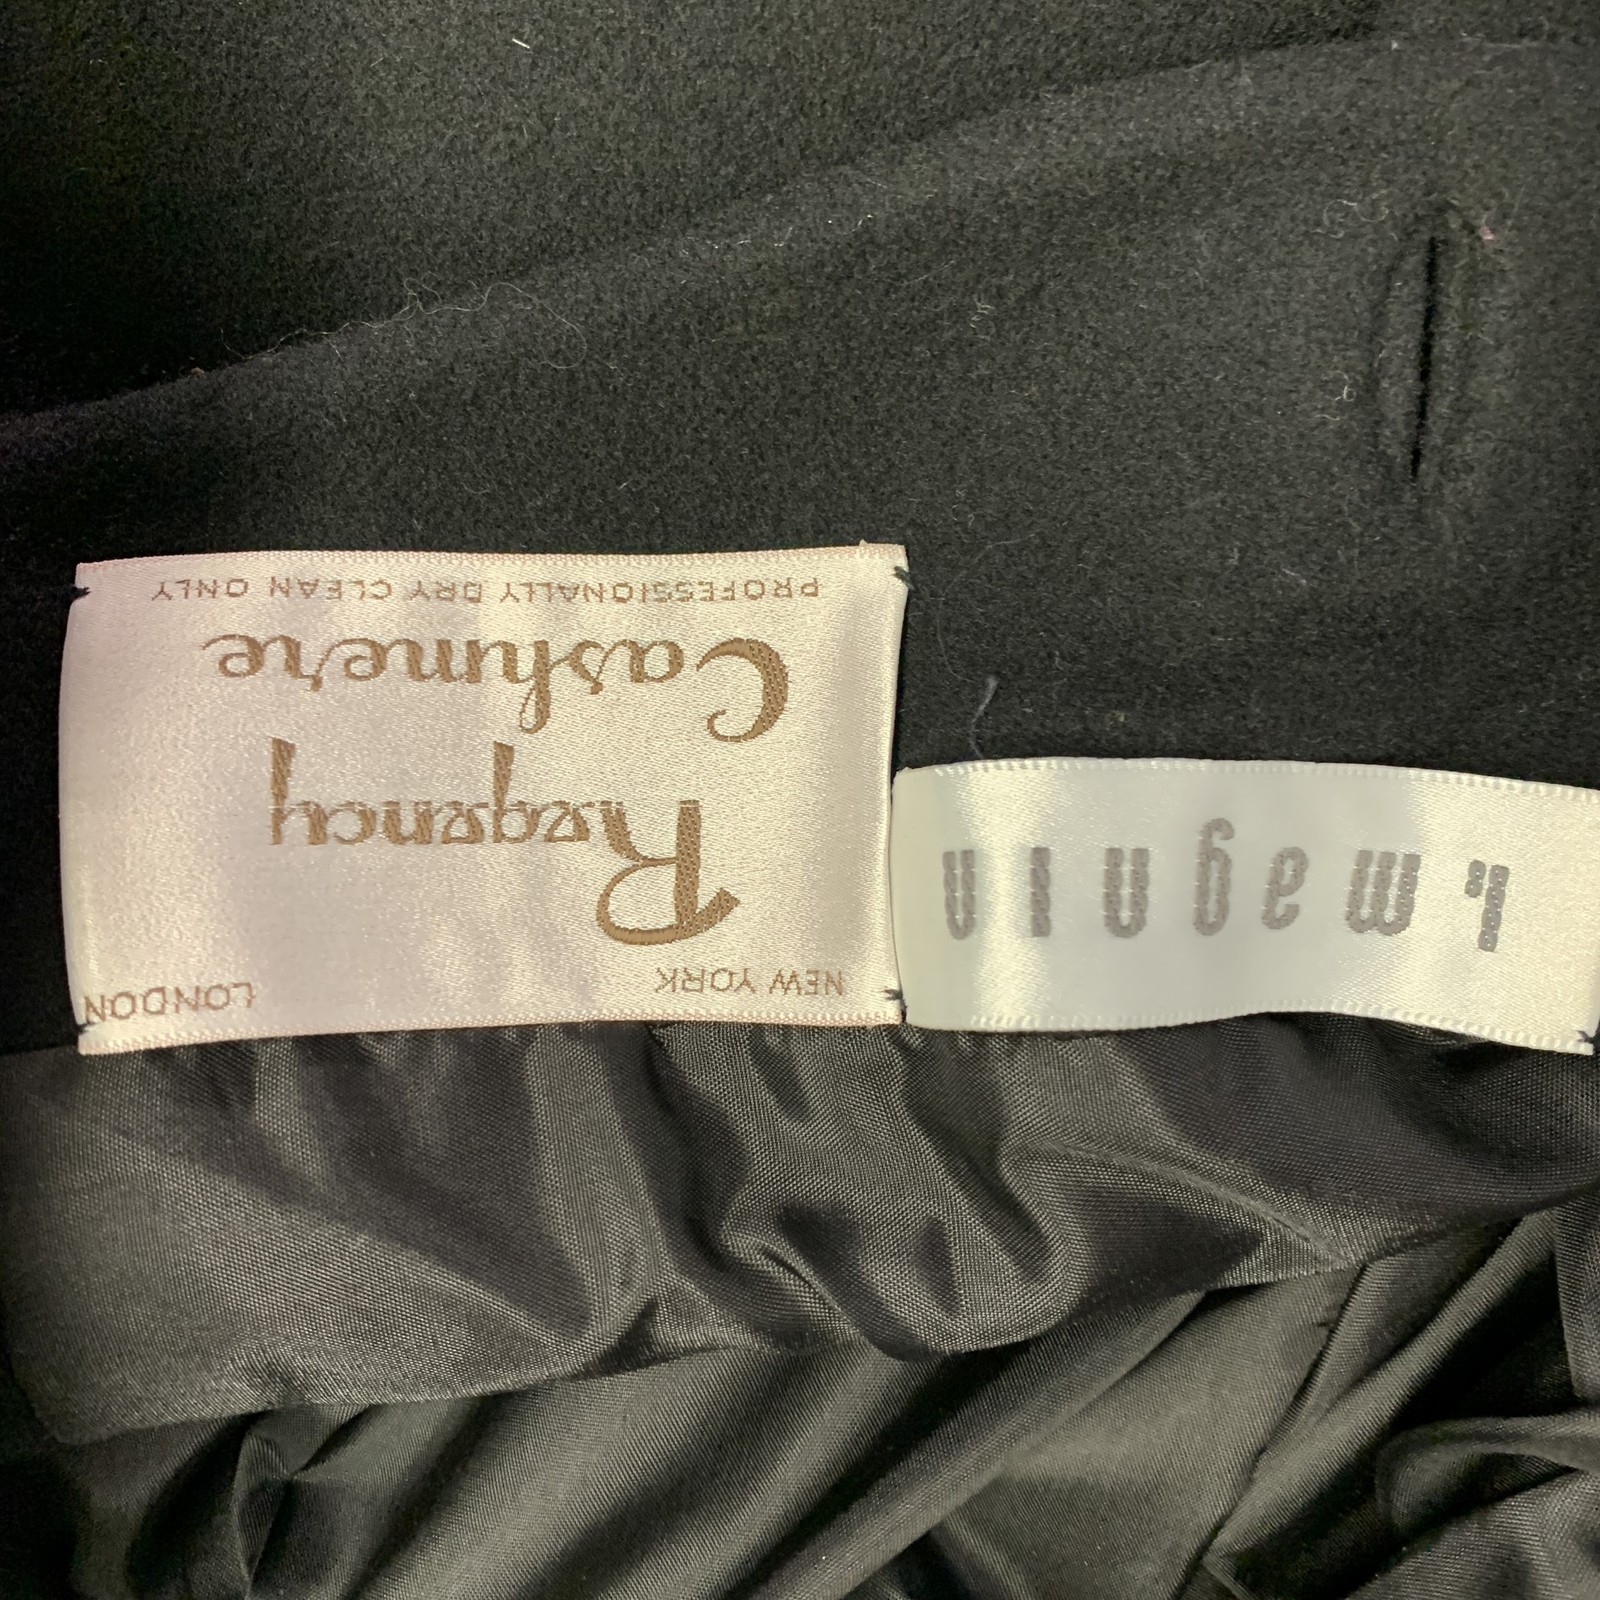 NEW YORK LONDON
Regency
Cashmere
PROFESSIONALLY DRY CLEAN ONLY
I.magnin